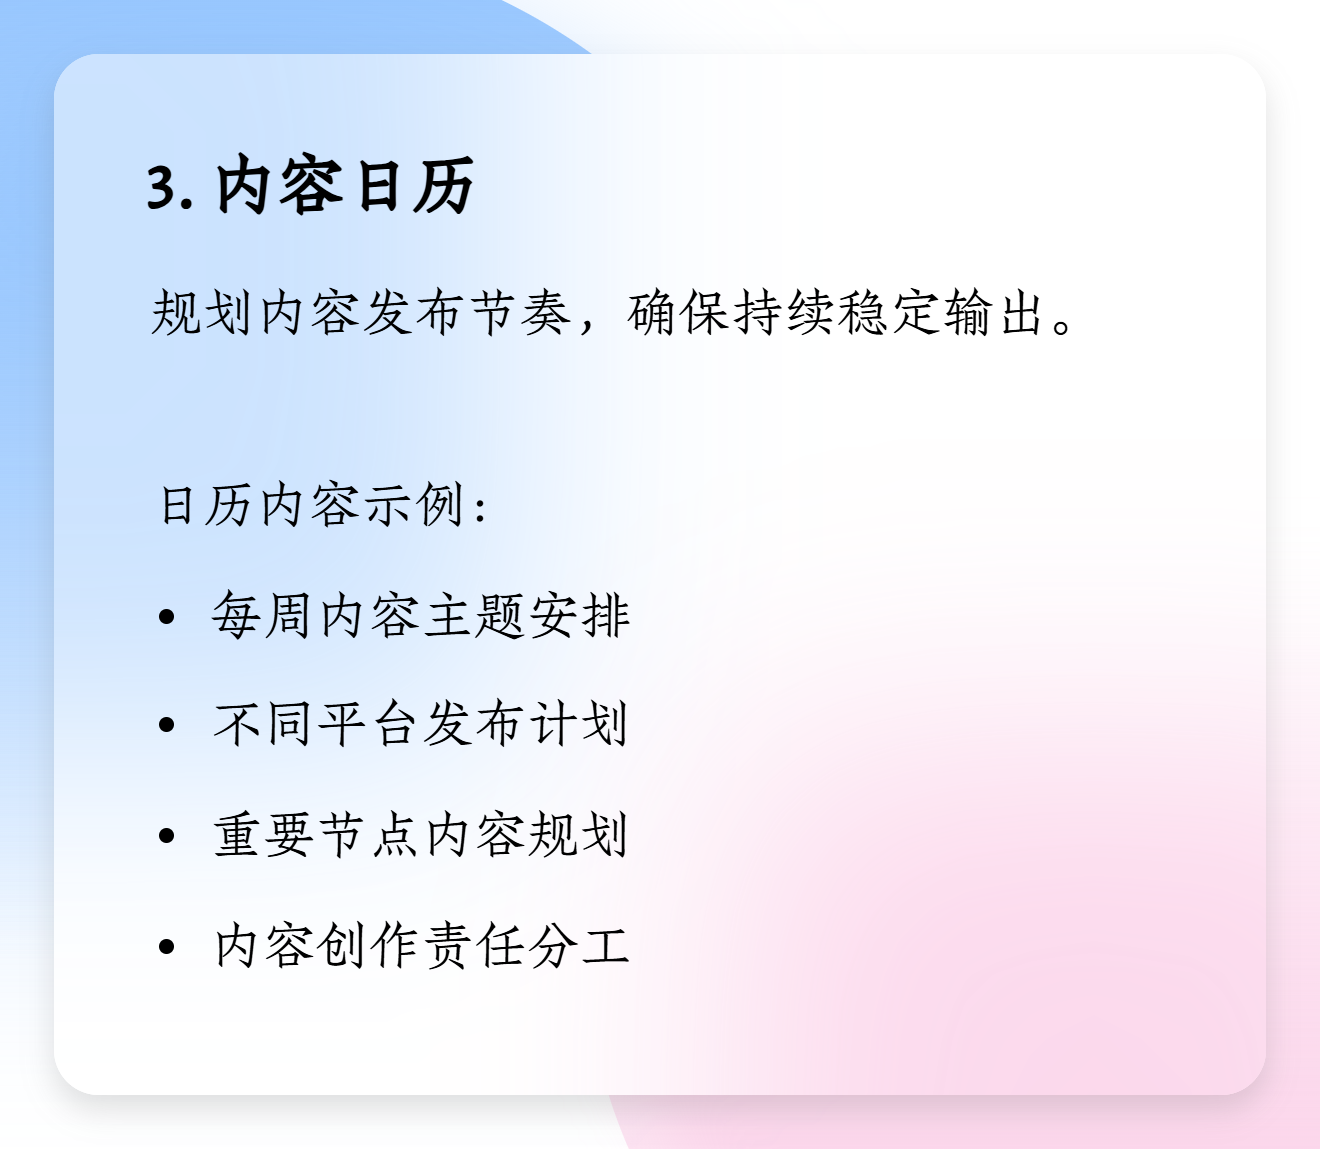 3. 内容日历
规划内容发布节奏，确保持续稳定输出。
日历内容示例：
• 每周内容主题安排
• 不同平台发布计划
• 重要节点内容规划
• 内容创作责任分工